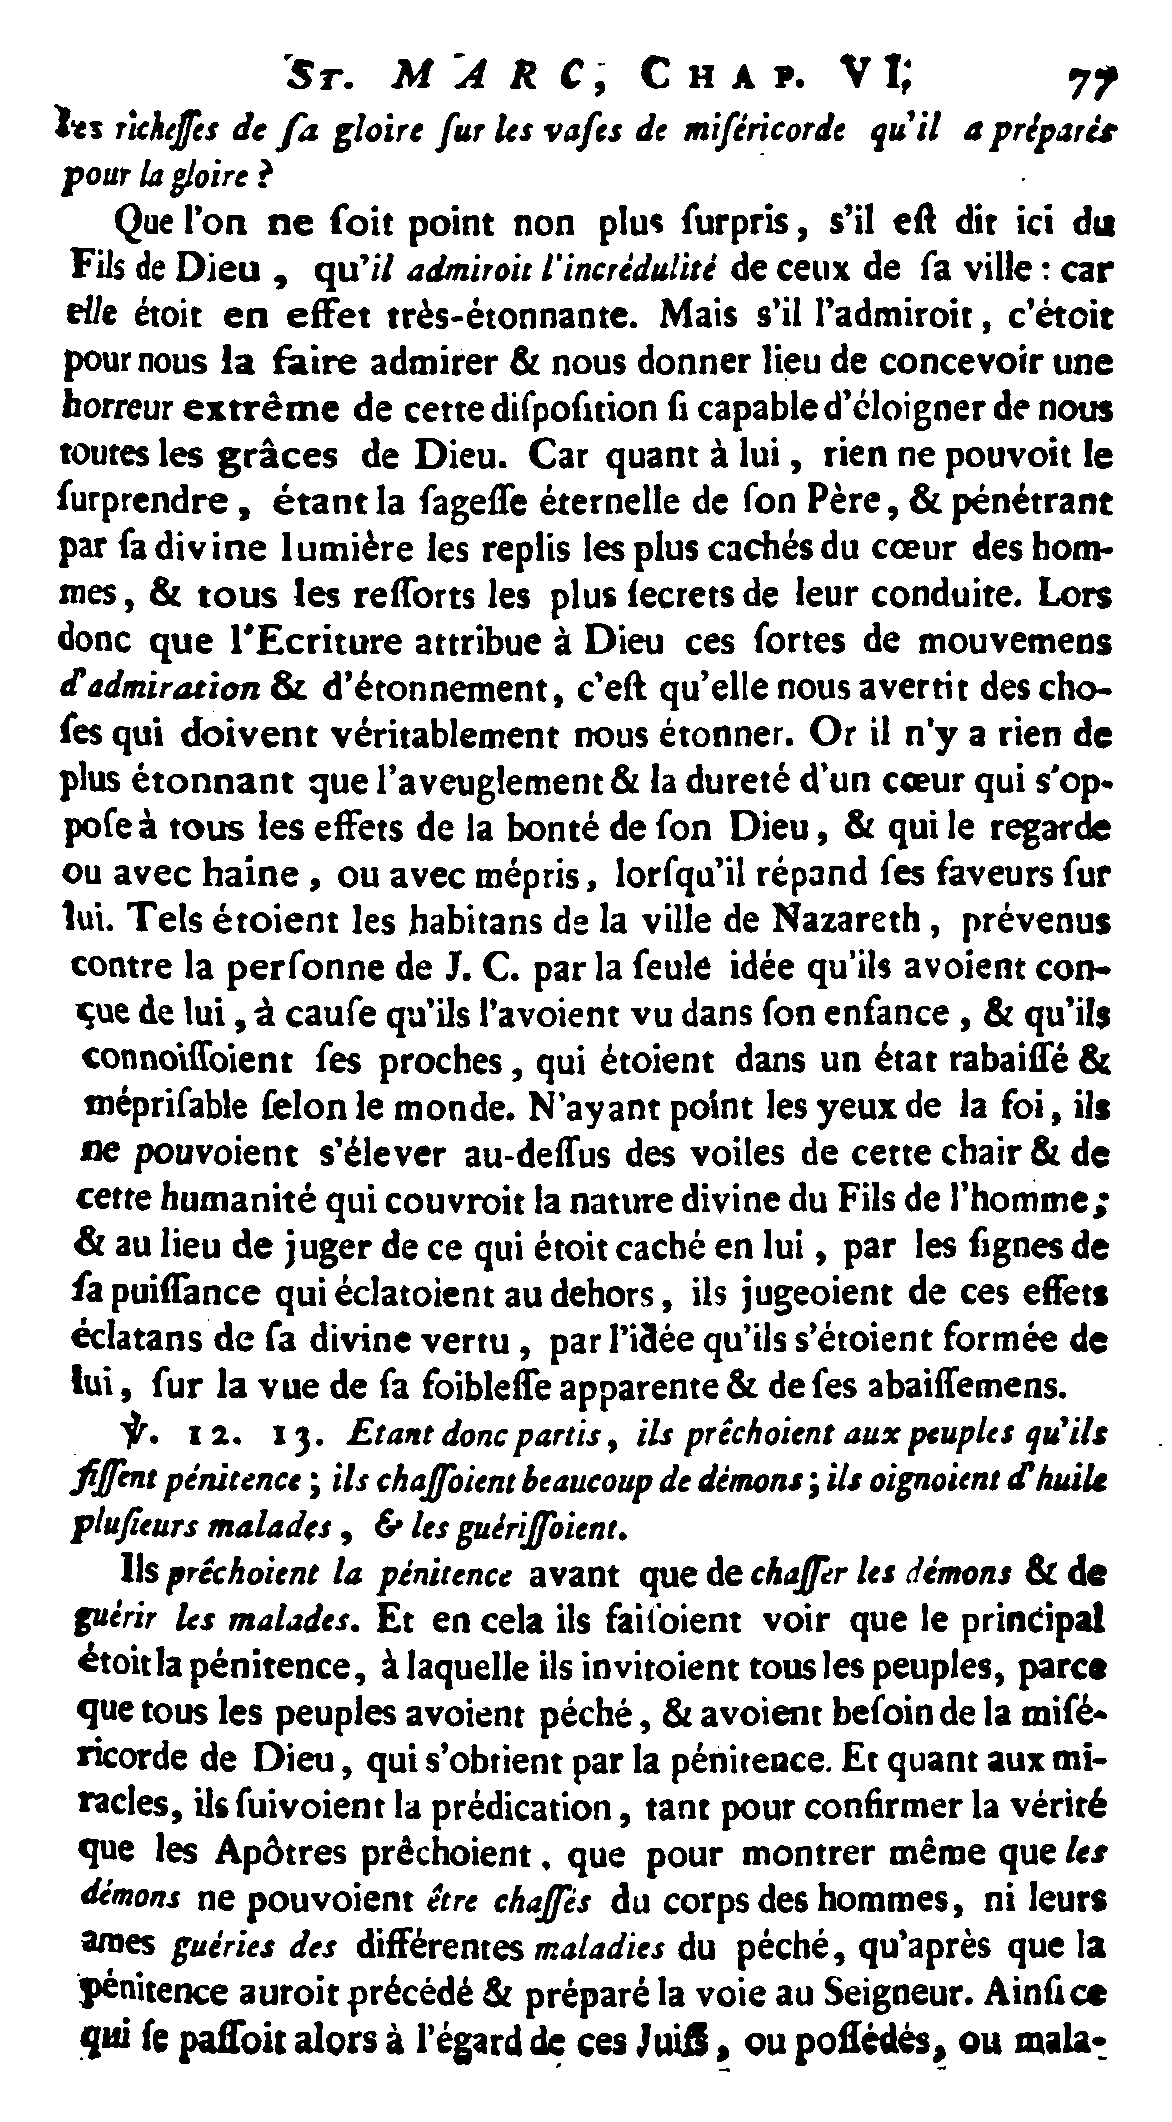 ST. MARC, CHAP. VI, 77
les richeſſes de ſa gloire ſur les vaſes de miſéricorde qu'il a préparés
pour la gloire ?
Que l'on ne ſoit point non plus ſurpris, s'il eſt dit ici du
Fils de Dieu, qu'il admiroit l'incrédulité de ceux de ſa ville : car
elle étoit en effet très-étonnante. Mais s'il l'admiroit, c'étoit
pour nous la faire admirer & nous donner lieu de concevoir une
horreur extrême de cette diſpoſition ſi capable d'éloigner de nous
toutes les grâces de Dieu. Car quant à lui, rien ne pouvoit le
ſurprendre, étant la ſageſſe éternelle de ſon Père, & pénétrant
par ſa divine lumière les replis les plus cachés du cœur des hom-
mes, & tous les reſſorts les plus ſecrets de leur conduite. Lors
donc que l'Ecriture attribue à Dieu ces ſortes de mouvemens
d'admiration & d'étonnement, c'eſt qu'elle nous avertit des cho-
ſes qui doivent véritablement nous étonner. Or il n'y a rien de
plus étonnant que l'aveuglement & la dureté d'un cœur qui s'op-
poſe à tous les effets de la bonté de ſon Dieu, & qui le regarde
ou avec haine, ou avec mépris, lorſqu'il répand ſes faveurs ſur
lui. Tels étoient les habitans de la ville de Nazareth, prévenus
contre la perſonne de J. C. par la ſeule idée qu'ils avoient con-
çue de lui, à cauſe qu'ils l'avoient vu dans ſon enfance, & qu'ils
connoiſſoient ſes proches, qui étoient dans un état rabaiſſé &
mépriſable ſelon le monde. N'ayant point les yeux de la foi, ils
ne pouvoient s'élever au-deſſus des voiles de cette chair & de
cette humanité qui couvroit la nature divine du Fils de l'homme ;
& au lieu de juger de ce qui étoit caché en lui, par les ſignes de
ſa puiſſance qui éclatoient au dehors, ils jugeoient de ces effets
éclatans de ſa divine vertu, par l'idée qu'ils s'étoient formée de
lui, ſur la vue de ſa foibleſſe apparente & de ſes abaiſſemens.
℣. 12. 13. Etant donc partis, ils prêchoient aux peuples qu'ils
fiſſent pénitence ; ils chaſſoient beaucoup de démons ; ils oignoient d'huile
pluſieurs malades, & les guériſſoient.
Ils prêchoient la pénitence avant que de chaſſer les démons & de
guérir les malades. Et en cela ils faiſoient voir que le principal
étoit la pénitence, à laquelle ils invitoient tous les peuples, parce
que tous les peuples avoient péché, & avoient beſoin de la miſé-
ricorde de Dieu, qui s'obtient par la pénitence. Et quant aux mi-
racles, ils ſuivoient la prédication, tant pour confirmer la vérité
que les Apôtres prêchoient, que pour montrer même que les
démons ne pouvoient être chaſſés du corps des hommes, ni leurs
ames guéries des différentes maladies du péché, qu'après que la
pénitence auroit précédé & préparé la voie au Seigneur. Ainſi ce
qui ſe paſſoit alors à l'égard de ces Juifs, ou poſſédés, ou mala-